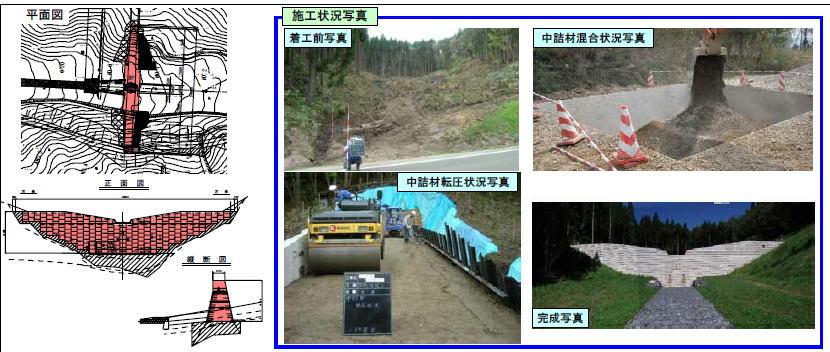 平面図
正面図
縦断図
施工状況写真
着工前写真
中詰材混合状況写真
中詰材転圧状況写真
完成写真